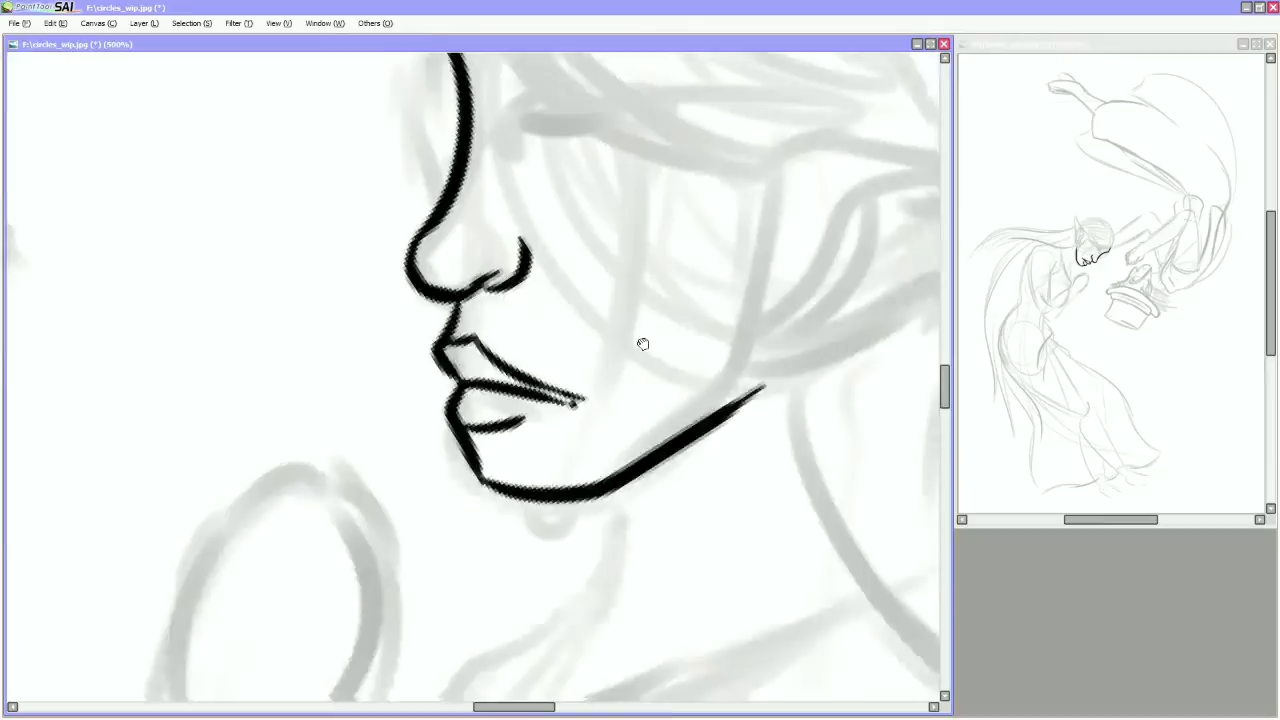 PaintTool SAI F:\circles_wip.jpg (*)
File (F) Edit (E) Canvas (C) Layer (L) Selection (S) Filter (T) View (V) Window (W) Others (O)
F:\circles_wip.jpg (*) (500%)